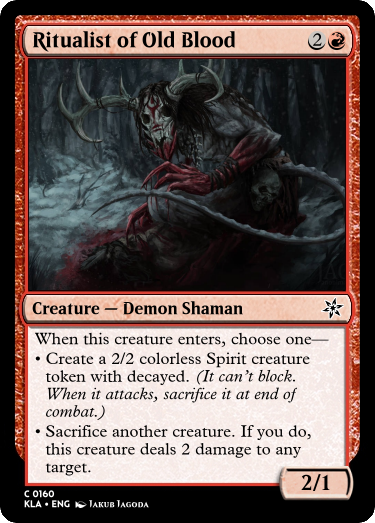 Ritualist of Old Blood 2
Creature — Demon Shaman
When this creature enters, choose one—
• Create a 2/2 colorless Spirit creature
token with decayed. (It can't block.
When it attacks, sacrifice it at end of
combat.)
• Sacrifice another creature. If you do,
this creature deals 2 damage to any
target.
2/1
C 0160
KLA • ENG Jakub Jagoda